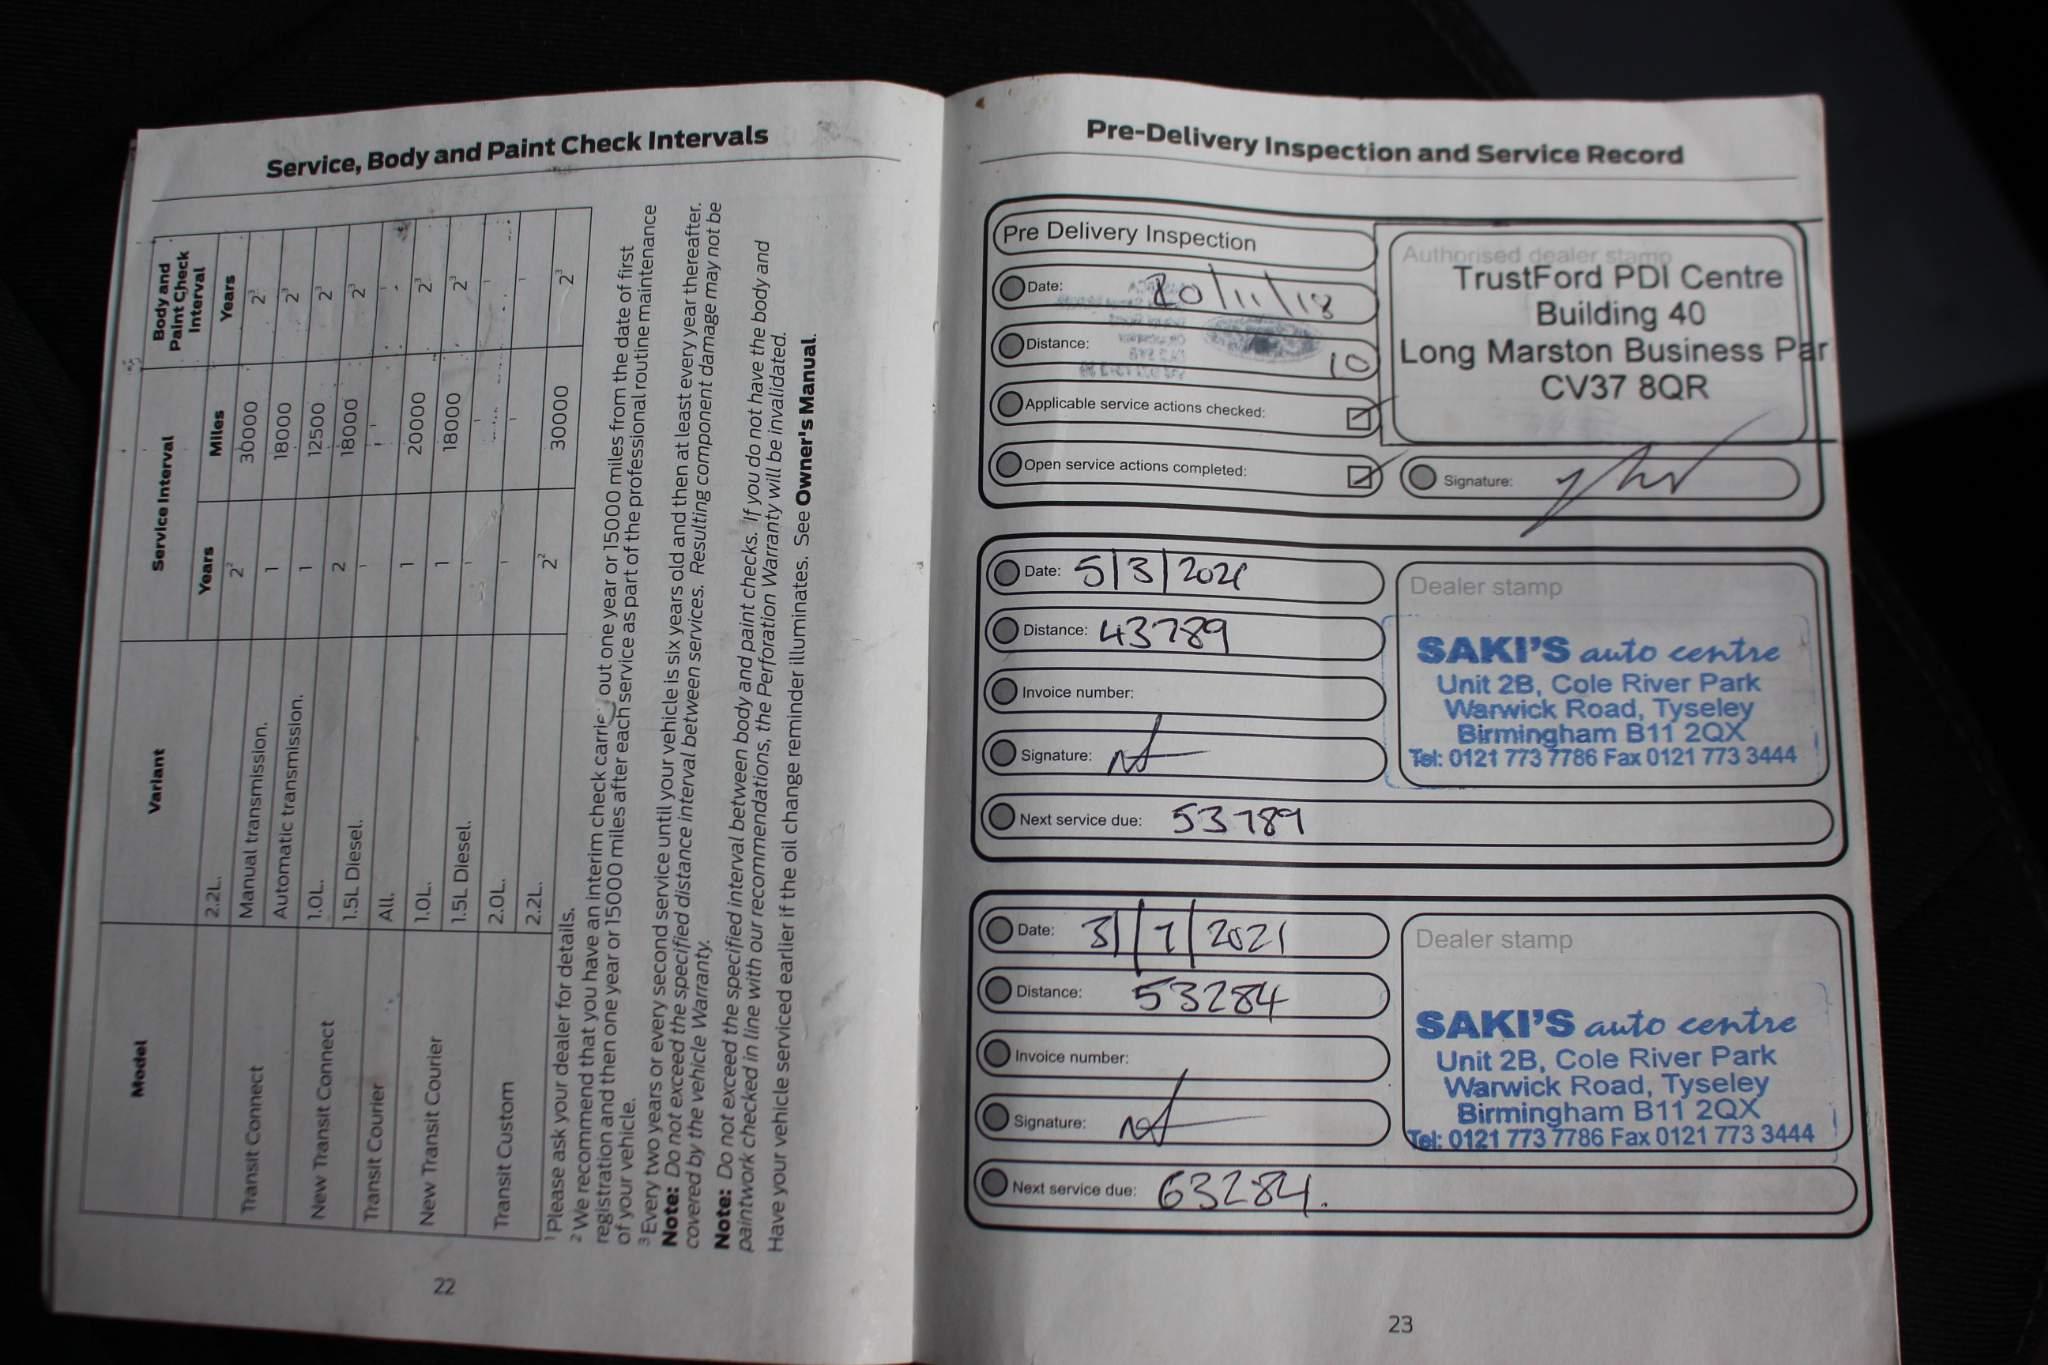 Service, Body and Paint Check Intervals
Model
Variant
Service Interval
Body and
Paint Check
Interval
Years
Miles
Years
Transit Connect
2.2L.
Manual transmission.
2²
30000
2³
Automatic transmission.
1
18000
2³
New Transit Connect
1.0L.
1
12500
2³
1.5L Diesel.
2
18000
2³
Transit Courier
All.
New Transit Courier
1.0L.
1
20000
2³
1.5L Diesel.
1
18000
2³
Transit Custom
2.0L.
2.2L.
2²
30000
2³
¹ Please ask your dealer for details.
² We recommend that you have an interim check out one year or 15000 miles from the date of first
registration and then one year or 15000 miles after each service as part of the professional routine maintenance
of your vehicle.
³ Every two years or every second service until your vehicle is six years old and then at least every year thereafter.
Note: Do not exceed the specified distance interval between services. Resulting component damage may not be
covered by the vehicle Warranty.
Note: Do not exceed the specified interval between body and paint checks. If you do not have the body and
paintwork checked in line with our recommendations, the Perforation Warranty will be invalidated.
Have your vehicle serviced earlier if the oil change reminder illuminates. See Owner's Manual.
22
Pre-Delivery Inspection and Service Record
Pre Delivery Inspection
Date: 20/11/18
Distance: 10
Applicable service actions checked:
Open service actions completed:
Authorised dealer stamp
TrustFord PDI Centre
Building 40
Long Marston Business Par
CV37 8QR
Signature:
Date: 5/3/2021
Distance: 43789
Invoice number:
Signature:
Next service due: 53789
Dealer stamp
SAKI'S auto centre
Unit 2B, Cole River Park
Warwick Road, Tyseley
Birmingham B11 2QX
Tel: 0121 773 7786 Fax 0121 773 3444
Date: 31/7/2021
Distance: 53284
Invoice number:
Signature:
Next service due: 63284.
Dealer stamp
SAKI'S auto centre
Unit 2B, Cole River Park
Warwick Road, Tyseley
Birmingham B11 2QX
Tel: 0121 773 7786 Fax 0121 773 3444
23